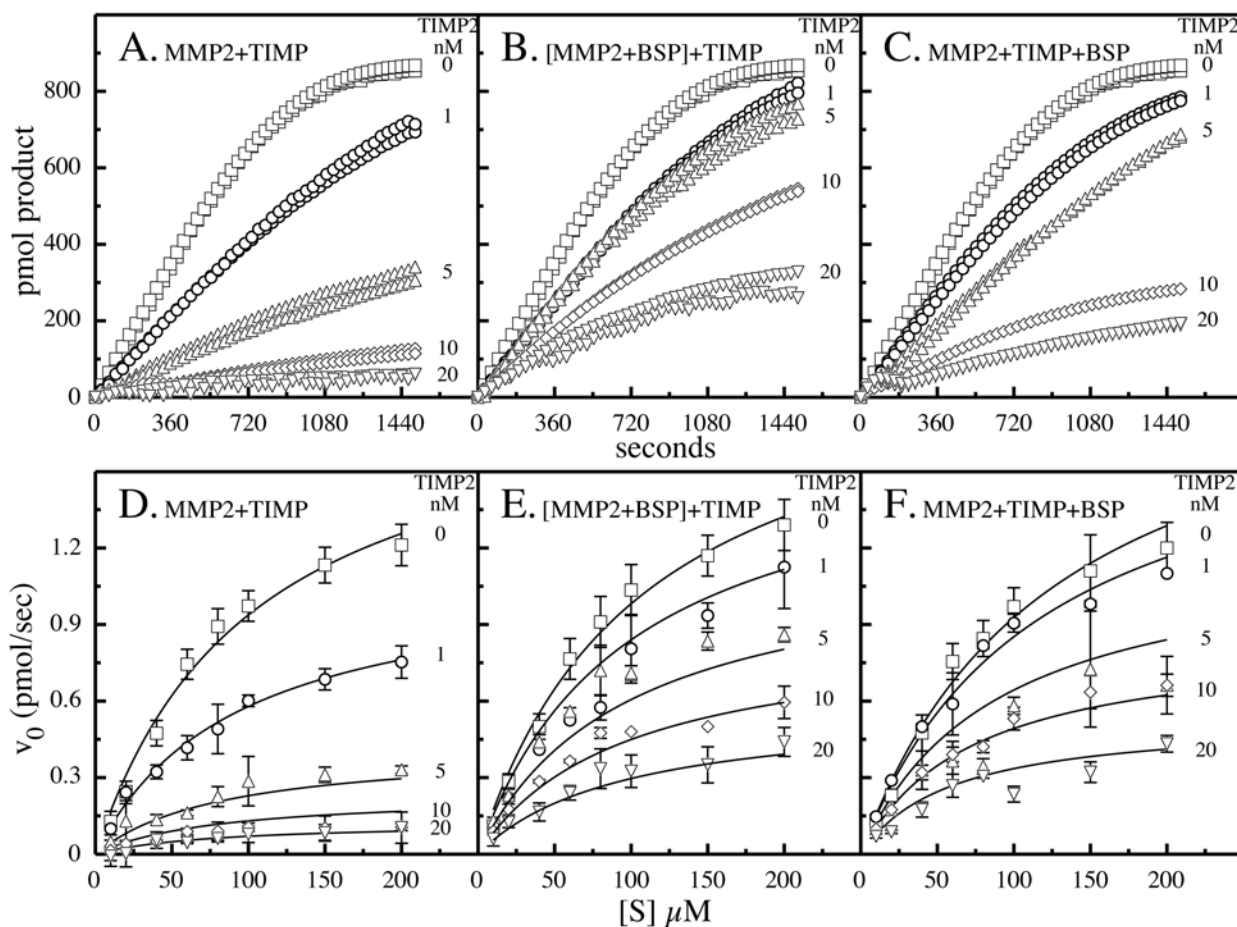 A. MMP2+TIMP
TIMP2
nM
0
1
5
10
20
B. [MMP2+BSP]+TIMP
TIMP2
nM
0
1
5
10
20
C. MMP2+TIMP+BSP
TIMP2
nM
0
1
5
10
20
pmol product
800
600
400
200
0
0 360 720 1080 1440
0 360 720 1080 1440
0 360 720 1080 1440
seconds
D. MMP2+TIMP
TIMP2
nM
0
1
5
10
20
E. [MMP2+BSP]+TIMP
TIMP2
nM
0
1
5
10
20
F. MMP2+TIMP+BSP
TIMP2
nM
0
1
5
10
20
v0 (pmol/sec)
1.2
0.9
0.6
0.3
0
0 50 100 150 200
0 50 100 150 200
0 50 100 150 200
[S] µM